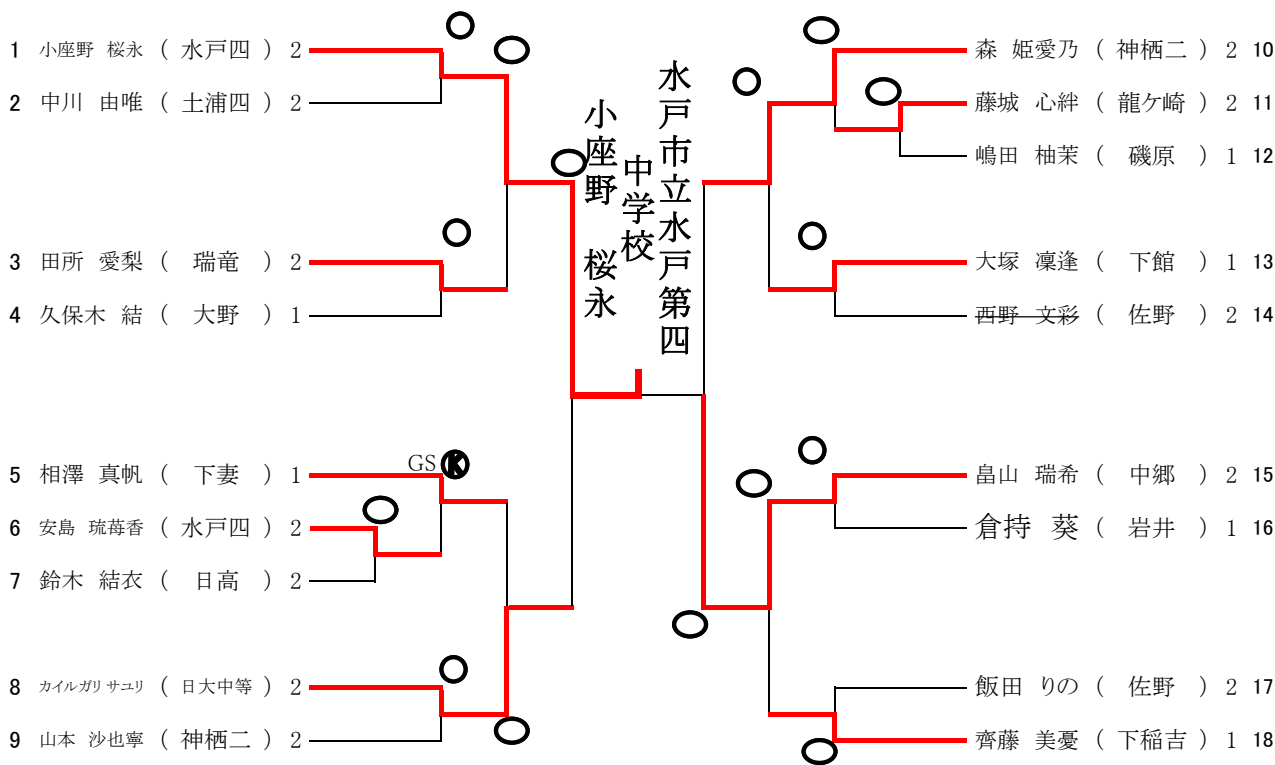 1 小座野 桜永 ( 水戸四 ) 2
2 中川 由唯 ( 土浦四 ) 2
3 田所 愛梨 ( 瑞竜 ) 2
4 久保木 結 ( 大野 ) 1
5 相澤 真帆 ( 下妻 ) 1
6 安島 琉苺香 ( 水戸四 ) 2
7 鈴木 結衣 ( 日高 ) 2
8 カイルガリ サユリ ( 日大中等 ) 2
9 山本 沙也寧 ( 神栖二 ) 2
GS K
水戸市立水戸第四
中学校
小座野 桜永
森 姫愛乃 ( 神栖二 ) 2 10
藤城 心絆 ( 龍ケ崎 ) 2 11
嶋田 柚茉 ( 磯原 ) 1 12
大塚 凜逢 ( 下館 ) 1 13
西野 文彩 ( 佐野 ) 2 14
畠山 瑞希 ( 中郷 ) 2 15
倉持 葵 ( 岩井 ) 1 16
飯田 りの ( 佐野 ) 2 17
齊藤 美憂 ( 下稲吉 ) 1 18